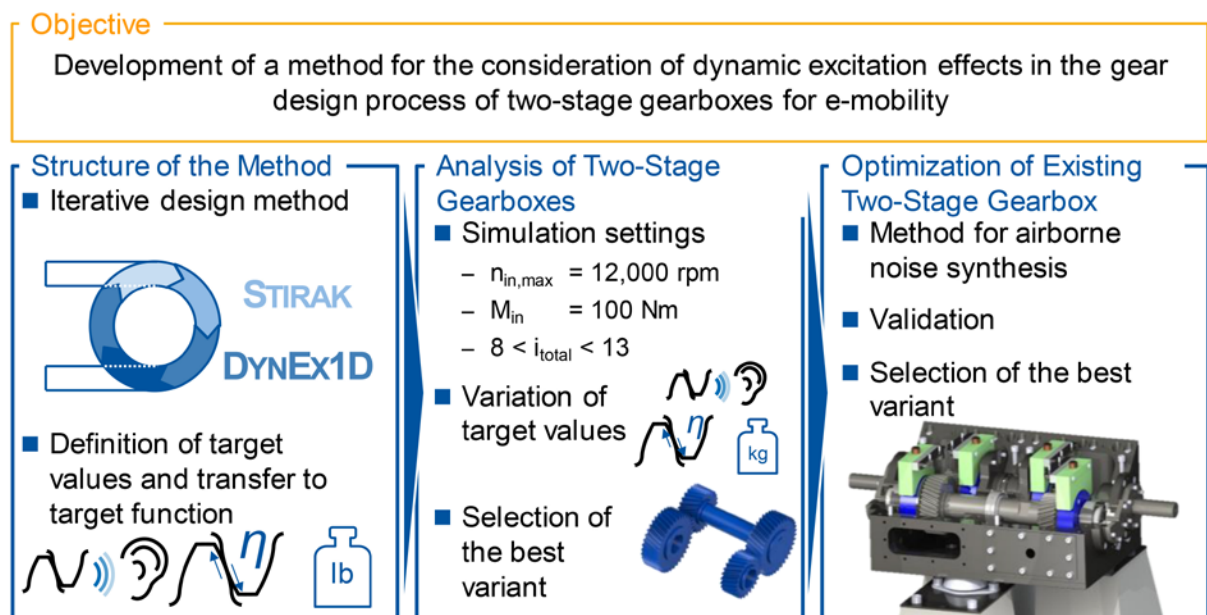 Objective
Development of a method for the consideration of dynamic excitation effects in the gear
design process of two-stage gearboxes for e-mobility
Structure of the Method
■ Iterative design method
STIRAK
DYNEX1D
■ Definition of target
values and transfer to
target function
η
lb
Analysis of Two-Stage
Gearboxes
■ Simulation settings
– n_in,max = 12,000 rpm
– M_in = 100 Nm
– 8 < i_total < 13
■ Variation of
target values
η
kg
■ Selection of
the best
variant
Optimization of Existing
Two-Stage Gearbox
■ Method for airborne
noise synthesis
■ Validation
■ Selection of the best
variant